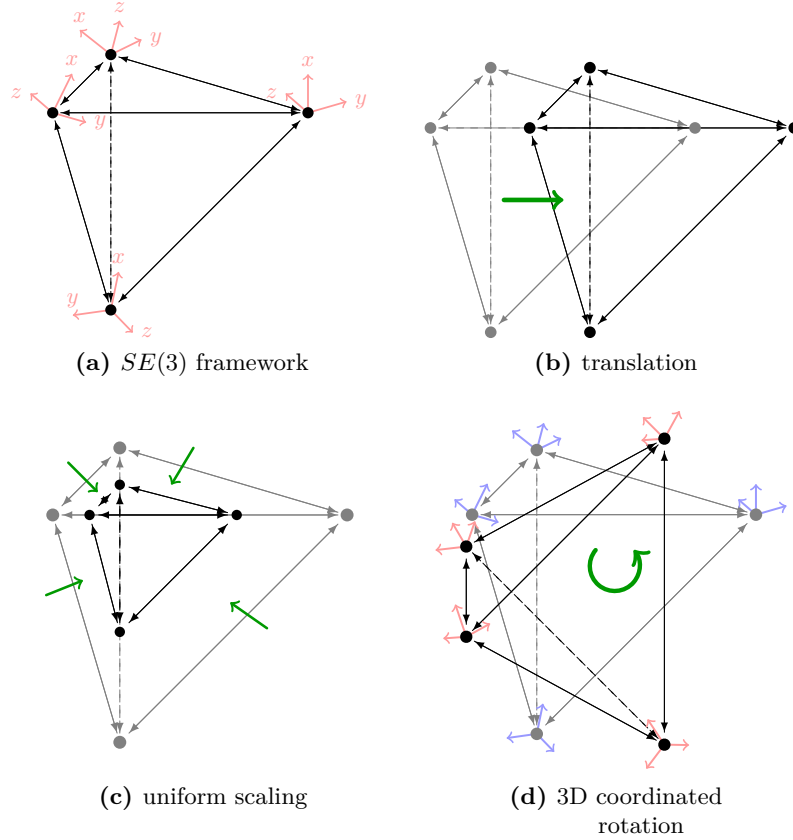 z
x
y
x
z
y
y
x
y
z
(a) SE(3) framework
(b) translation
(c) uniform scaling
(d) 3D coordinated
rotation